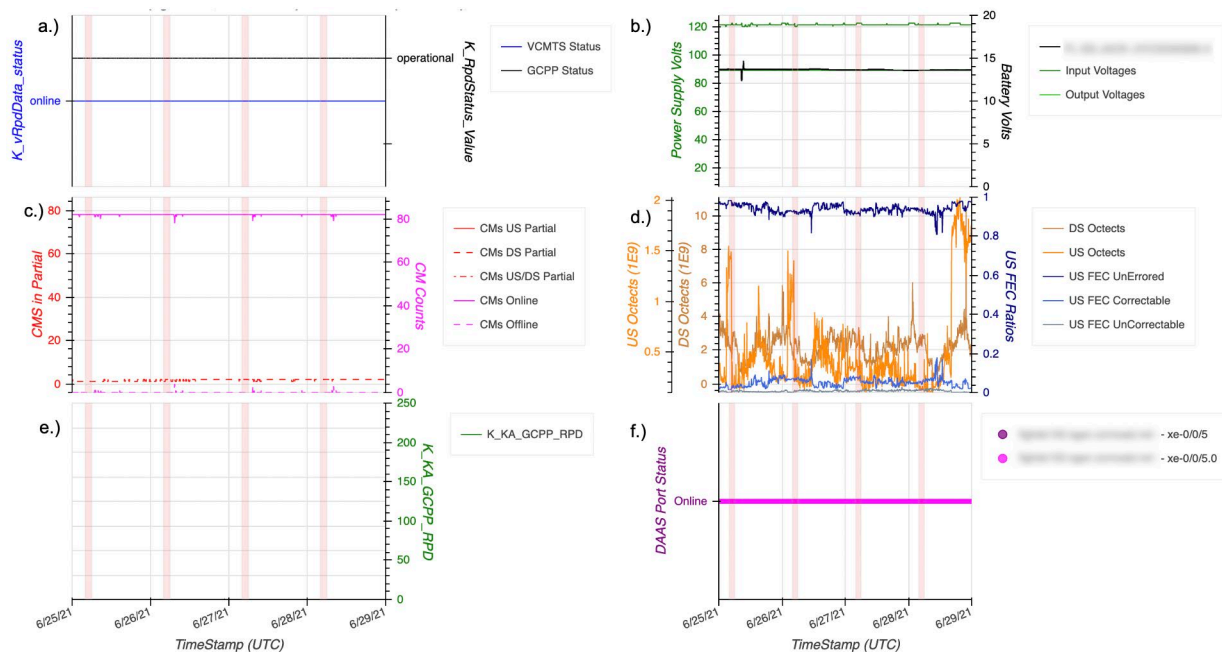 a.)
K_vRpdData_status
online
operational
K_RpdStatus_Value
VCMTS Status
GCPP Status
b.)
Power Supply Volts
120
100
80
60
40
20
20
15
10
5
0
Battery Volts
Input Voltages
Output Voltages
c.)
CMS in Partial
80
60
40
20
0
80
60
40
20
0
CM Counts
CMs US Partial
CMs DS Partial
CMs US/DS Partial
CMs Online
CMs Offline
d.)
US Octects (1E9)
2
1.5
1
0.5
DS Octects (1E9)
10
8
6
4
2
0
1
0.8
0.6
0.4
0.2
0
US FEC Ratios
DS Octects
US Octects
US FEC UnErrored
US FEC Correctable
US FEC UnCorrectable
e.)
250
200
150
100
50
0
K_KA_GCPP_RPD
K_KA_GCPP_RPD
6/25/21
6/26/21
6/27/21
6/28/21
6/29/21
TimeStamp (UTC)
f.)
DAAS Port Status
Online
- xe-0/0/5
- xe-0/0/5.0
6/25/21
6/26/21
6/27/21
6/28/21
6/29/21
TimeStamp (UTC)